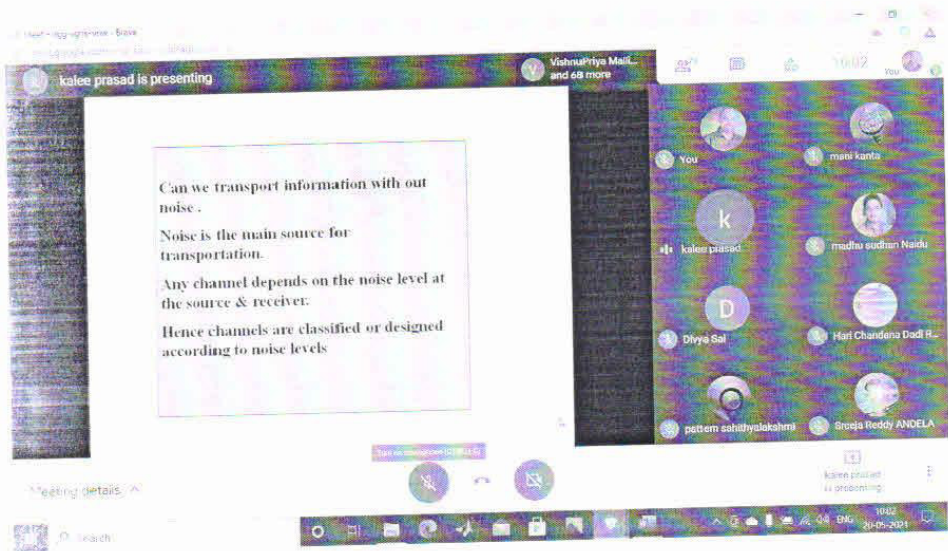 kalee prasad is presenting
VishnuPriya Malli...
and 68 more
10:02
You
Can we transport information with out
noise .
Noise is the main source for
transportation.
Any channel depends on the noise level at
the source & receiver.
Hence channels are classified or designed
according to noise levels
You
mani kanta
k
kalee prasad
madhu sudhan Naidu
D
Divya Sai
Hari Chandana Dadi R...
pattem sahithyalakshmi
Sreeja Reddy ANDELA
Meeting details
kalee prasad
is presenting
search
ENG
10:02
20-05-2021